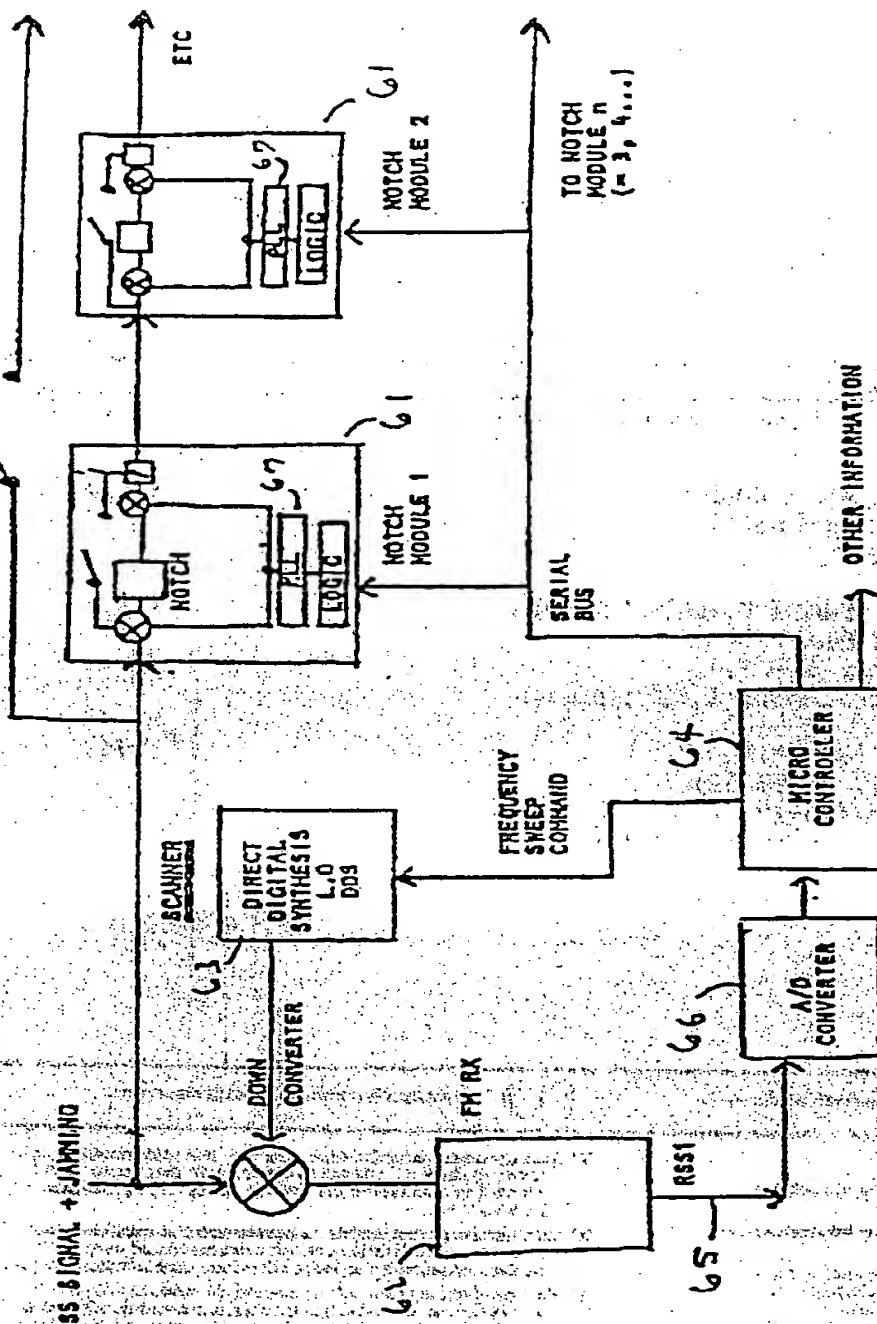 SS SIGNAL + JAMMING
62
FM RX
RSSI
65
DOWN
CONVERTER
63
SCANNER
DIRECT
DIGITAL
SYNTHESIS
L.O
DDS
FREQUENCY
SWEEP
COMMAND
66
A/D
CONVERTER
64
MICRO
CONTROLLER
OTHER INFORMATION
SERIAL
BUS
NOTCH
67
PLL
LOGIC
NOTCH
MODULE 1
61
67
PLL
LOGIC
NOTCH
MODULE 2
61
ETC
TO NOTCH
MODULE n
(= 3, 4...)